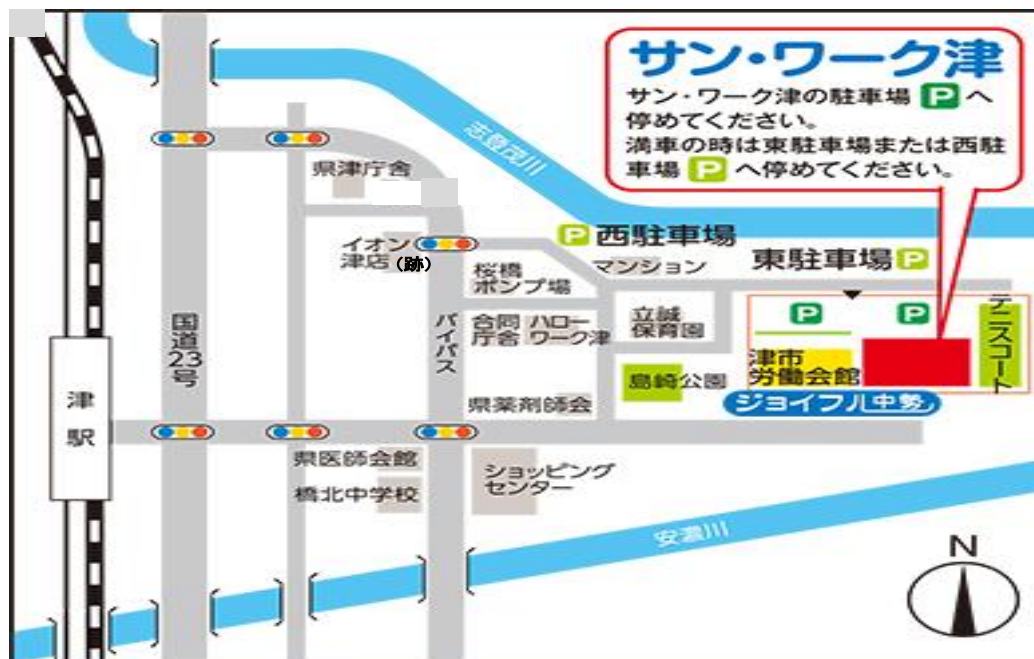 サン・ワーク津
サン・ワーク津の駐車場 P へ
停めてください。
満車の時は東駐車場または西駐
車場 P へ停めてください。
志登茂川
県津庁舎
イオン
津店（跡）
P 西駐車場
マンション
東駐車場 P
桜橋
ポンプ場
国道23号
バイパス
合同
庁舎
ハロー
ワーク津
立誠
保育園
P
P
テニスコート
津市
労働会館
島崎公園
ジョイフル中勢
県薬剤師会
津駅
県医師会館
橋北中学校
ショッピング
センター
安濃川
N